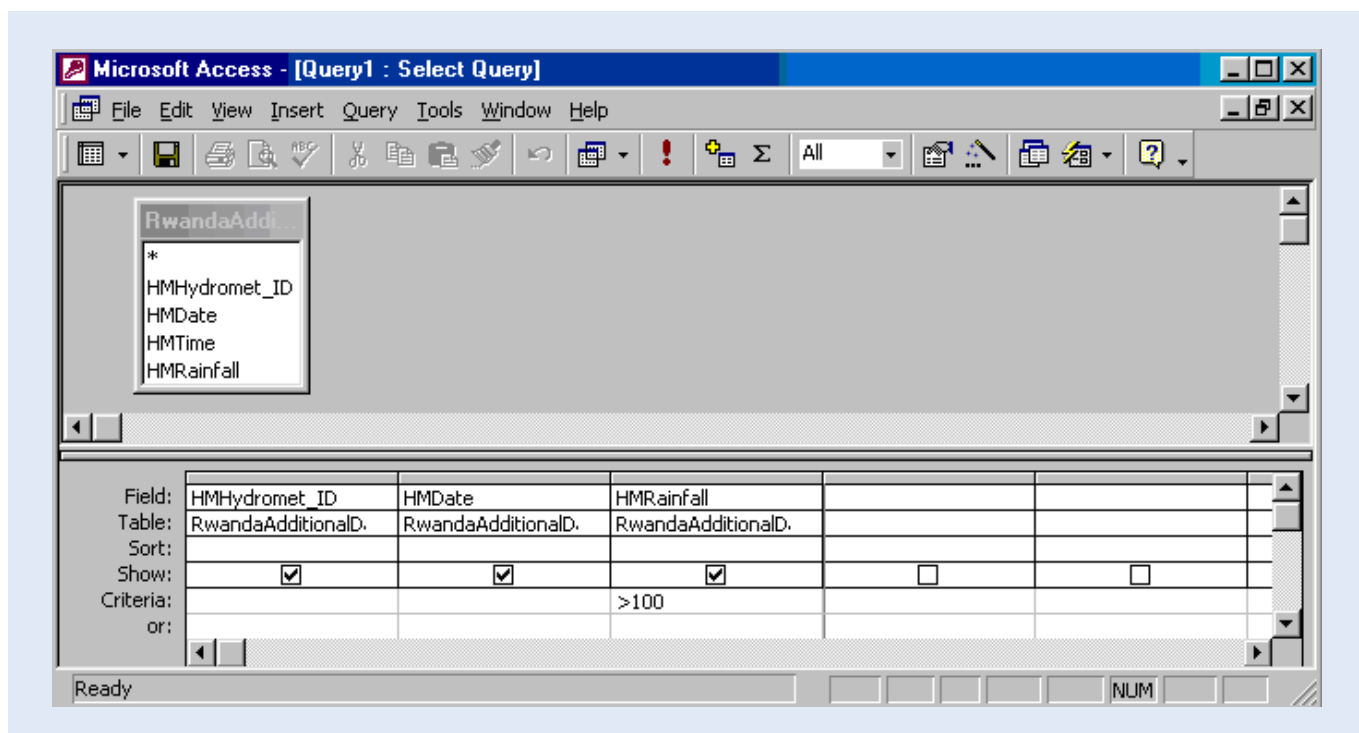 Microsoft Access - [Query1 : Select Query]
File Edit View Insert Query Tools Window Help
ABC All
RwandaAddi...
*
HMHydromet_ID
HMDate
HMTime
HMRainfall
Field: HMHydromet_ID HMDate HMRainfall
Table: RwandaAdditionalD. RwandaAdditionalD. RwandaAdditionalD.
Sort:
Show:
Criteria: >100
or:
Ready NUM